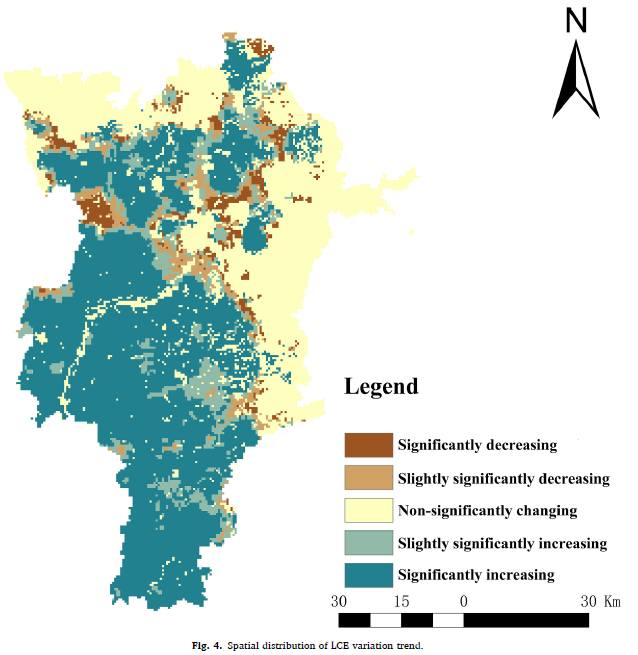 N
Legend
Significantly decreasing
Slightly significantly decreasing
Non-significantly changing
Slightly significantly increasing
Significantly increasing
30 15 0 30 Km
Fig. 4. Spatial distribution of LCE variation trend.